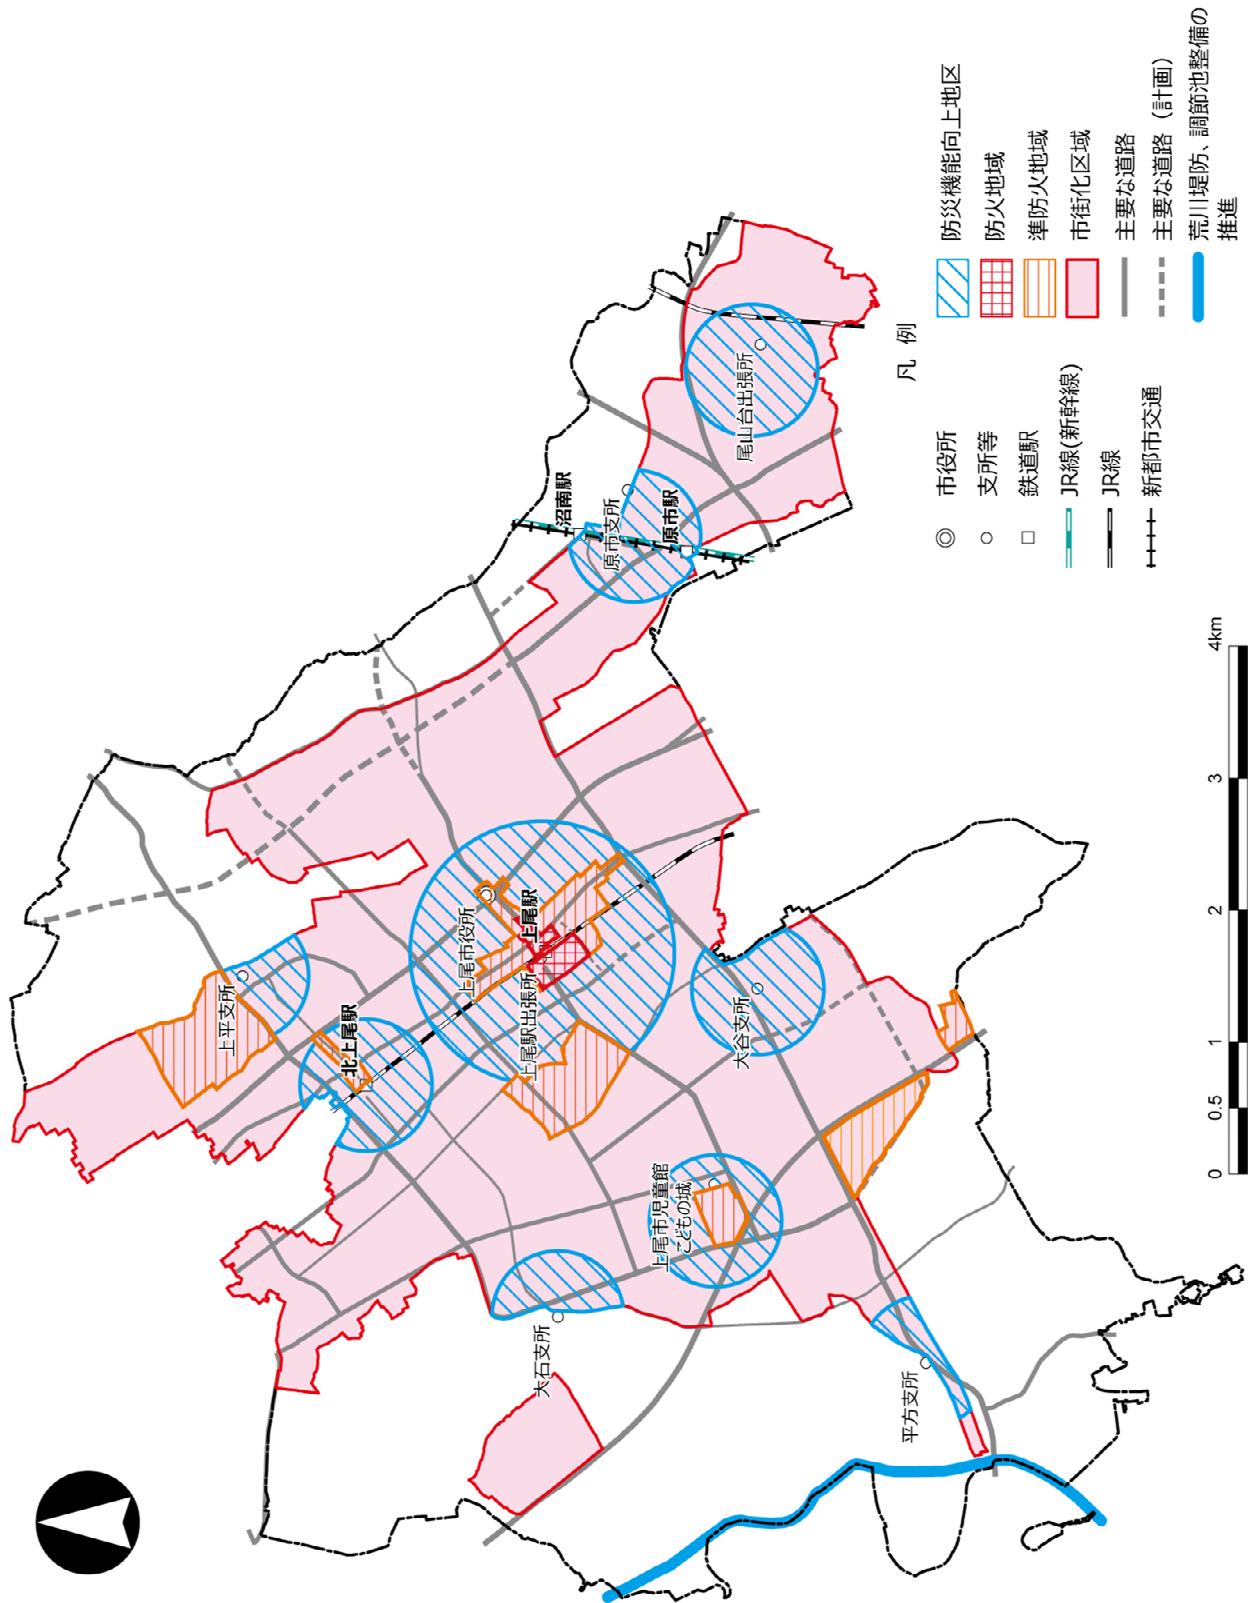 上平支所
北上尾駅
上尾市役所
上尾駅
上尾駅出張所
大谷支所
上尾市児童館
こどもの城
大石支所
平方支所
沼南駅
原市支所
原市駅
尾山台出張所
凡 例
市役所
支所等
鉄道駅
JR線(新幹線)
JR線
新都市交通
防災機能向上地区
防火地域
準防火地域
市街化区域
主要な道路
主要な道路（計画）
荒川堤防、調節池整備の
推進
0 0.5 1 2 3 4km